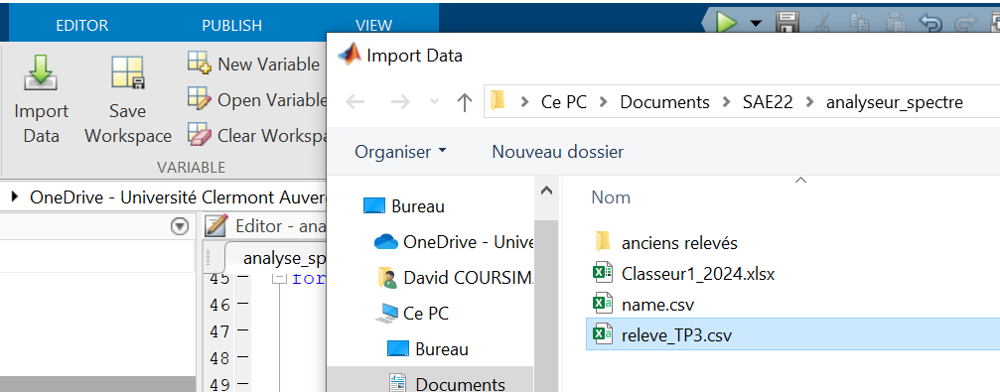 EDITOR PUBLISH VIEW
Import Data
New Variable
Open Variable
Clear Workspa
Import
Data
Save
Workspace
VARIABLE
OneDrive - Université Clermont Auver
Editor - ana
analyse_sp
45 for
46
47
48
49
Ce PC Documents SAE22 analyseur_spectre
Organiser Nouveau dossier
Bureau
OneDrive - Unive
David COURSIM
Ce PC
Bureau
Documents
Nom
anciens relevés
Classeur1_2024.xlsx
name.csv
releve_TP3.csv